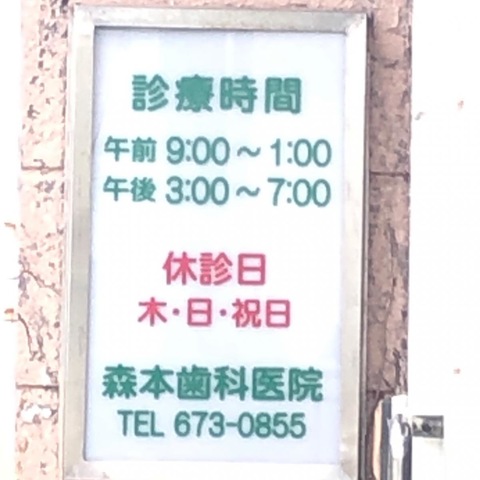 診療時間
午前 9:00～1:00
午後 3:00～7:00
休診日
木・日・祝日
森本歯科医院
TEL 673-0855